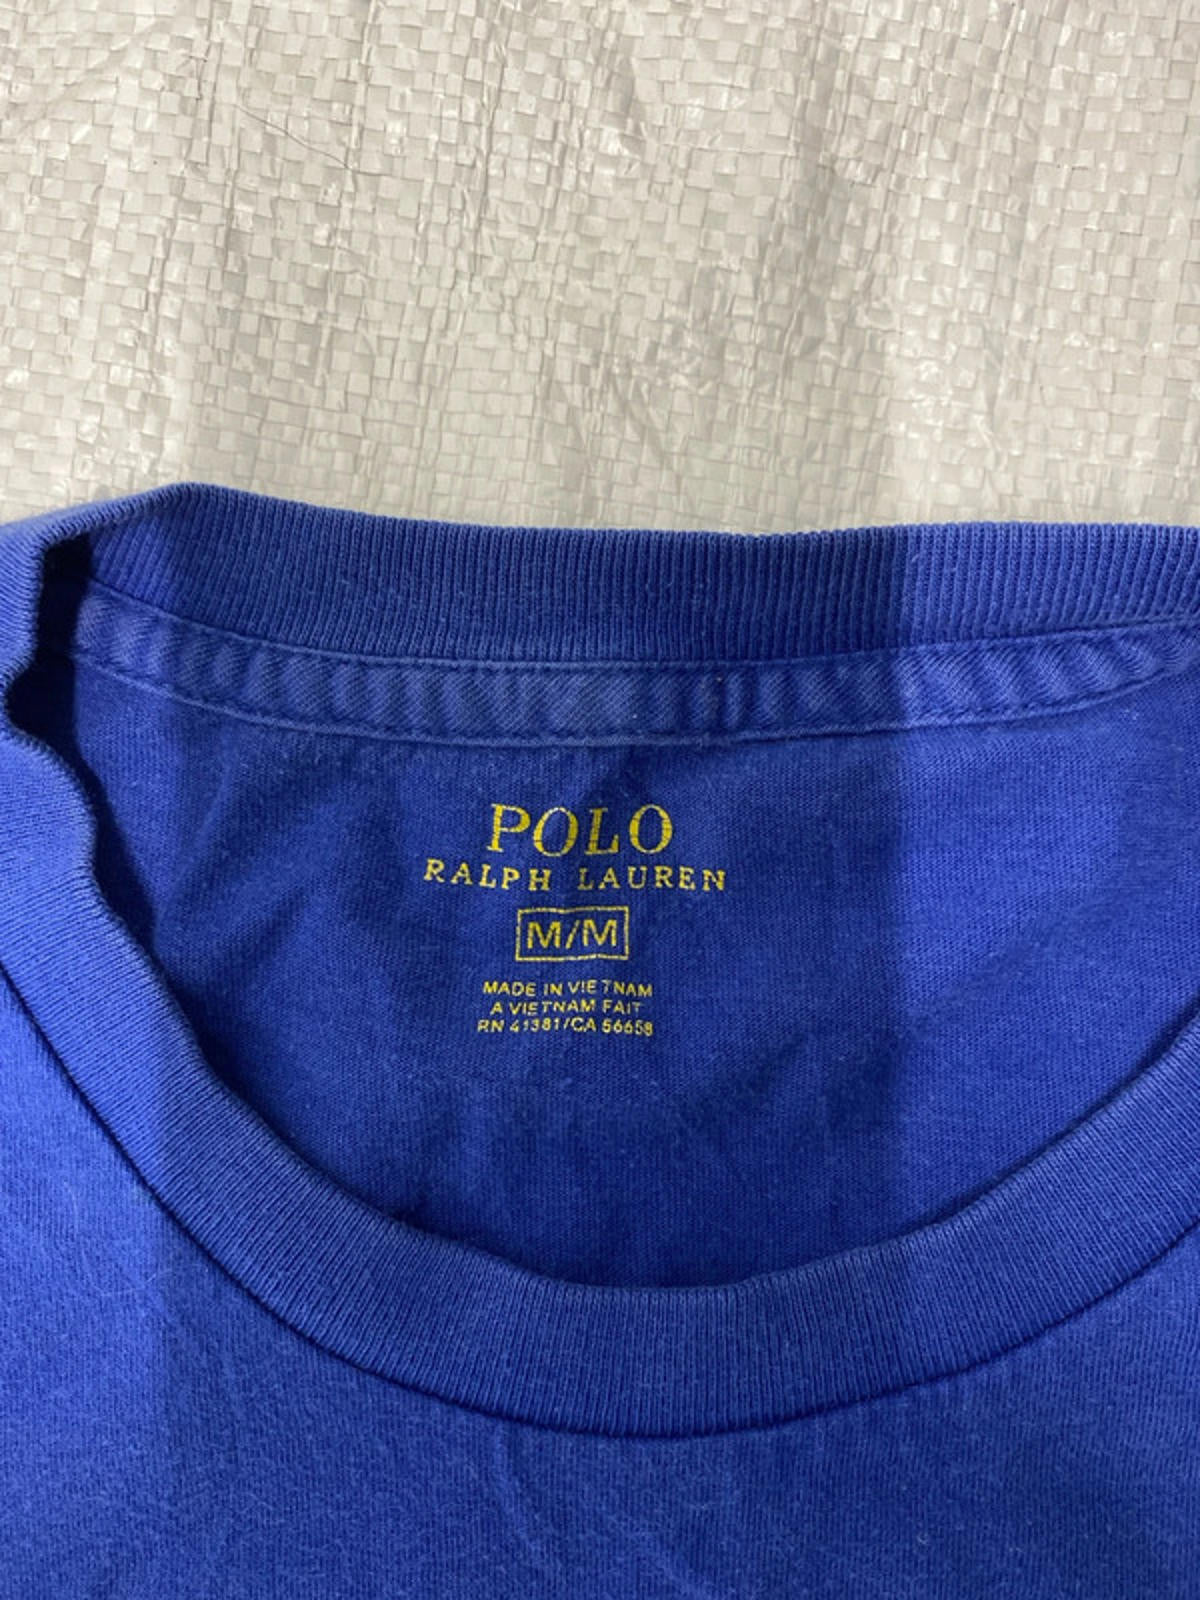 POLO
RALPH LAUREN
M/M
MADE IN VIETNAM
A VIETNAM FAIT
RN 41381/CA 56658